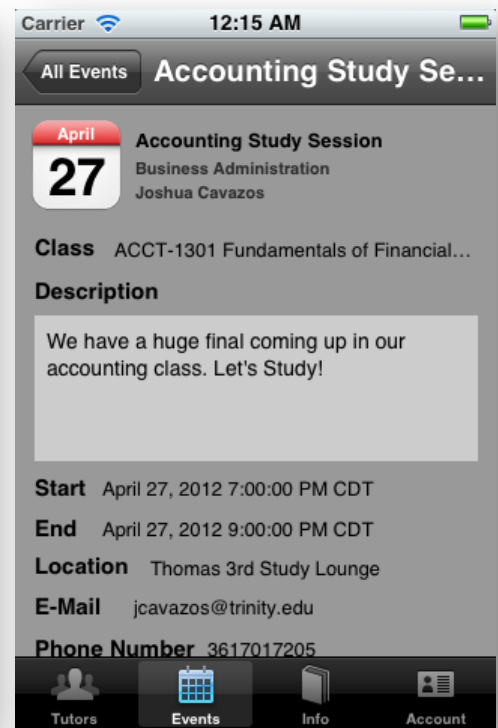 Carrier 12:15 AM
All Events Accounting Study Se...
April
27
Accounting Study Session
Business Administration
Joshua Cavazos
Class ACCT-1301 Fundamentals of Financial...
Description
We have a huge final coming up in our
accounting class. Let's Study!
Start April 27, 2012 7:00:00 PM CDT
End April 27, 2012 9:00:00 PM CDT
Location Thomas 3rd Study Lounge
E-Mail jcavazos@trinity.edu
Phone Number 3617017205
Tutors Events Info Account